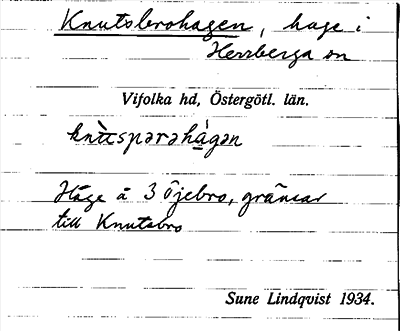 Knutsbrohagen, hage i
Herrberga sn
Vifolka hd, Östergötl. län.
Hage å 3 Öjebro, gränsar
till Knutsbro
Sune Lindqvist 1934.